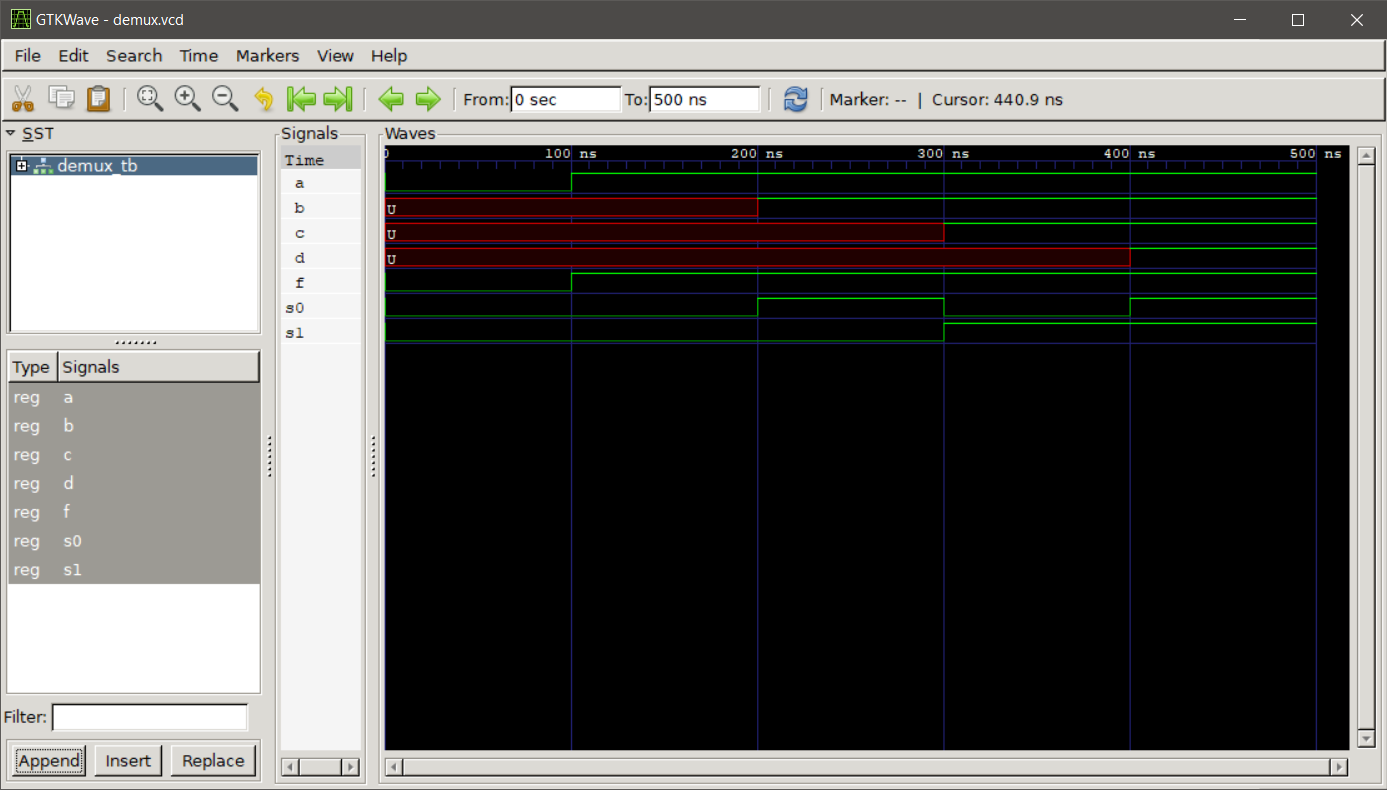 GTKWave - demux.vcd
File Edit Search Time Markers View Help
From: 0 sec To: 500 ns Marker: -- | Cursor: 440.9 ns
SST
demux_tb
Type Signals
reg a
reg b
reg c
reg d
reg f
reg s0
reg s1
Filter:
Append Insert Replace
Signals
Time
a
b
c
d
f
s0
s1
Waves
0 100 ns 200 ns 300 ns 400 ns 500 ns
U
U
U